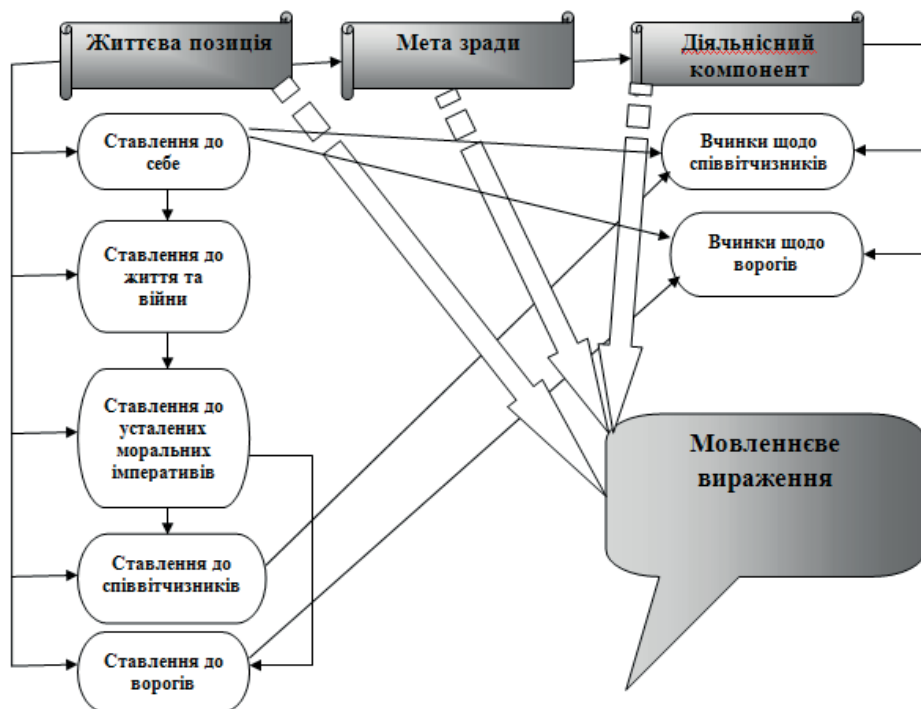 Життєва позиція
Мета зради
Діяльнісний
компонент
Ставлення до
себе
Вчинки щодо
співвітчизників
Ставлення до
життя та
війни
Вчинки щодо
ворогів
Ставлення до
усталених
моральних
імперативів
Мовленнєве
вираження
Ставлення до
співвітчизників
Ставлення до
ворогів